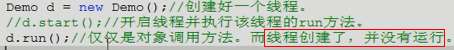 Demo d = new Demo();//创建好一个线程。
//d.start();//开启线程并执行该线程的run方法。
d.run();//仅仅是对象调用方法。而线程创建了，并没有运行。